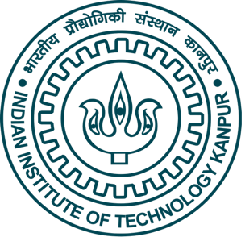 भारतीय प्रौद्योगिकी संस्थान कानपुर
INDIAN INSTITUTE OF TECHNOLOGY KANPUR